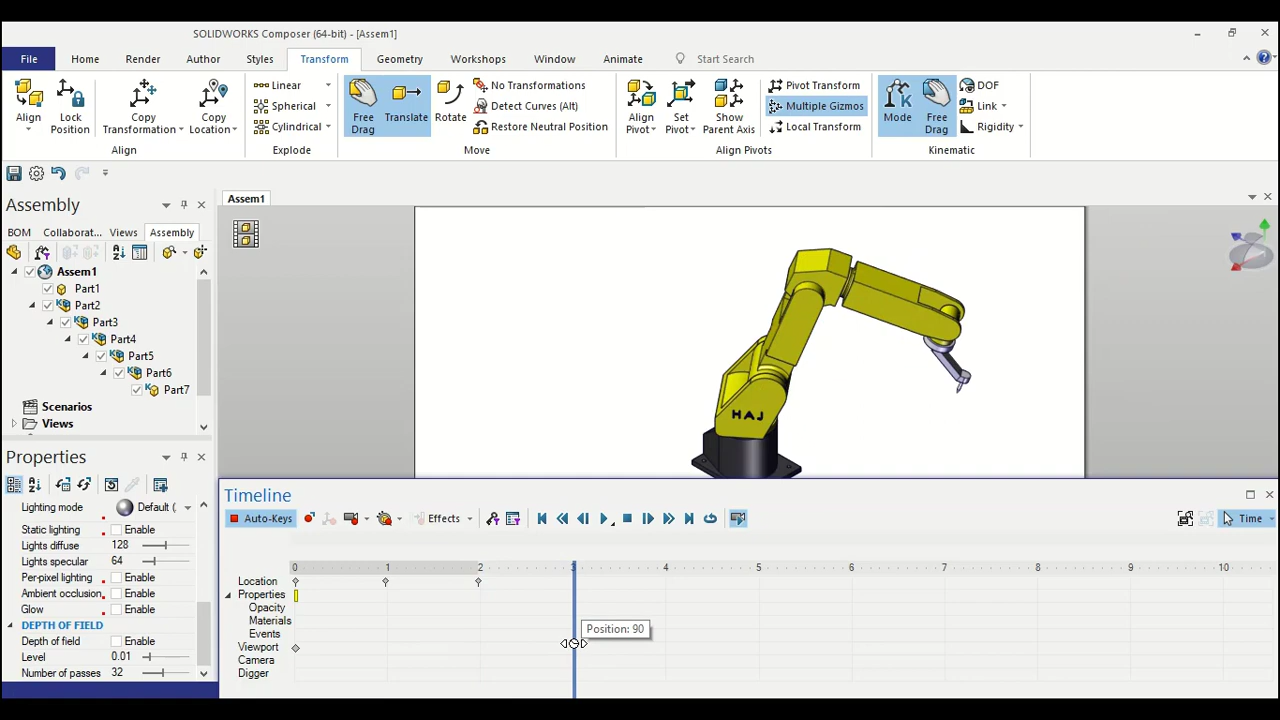 SOLIDWORKS Composer (64-bit) - [Assem1]
File Home Render Author Styles Transform Geometry Workshops Window Animate Start Search
Align
Lock Position
Copy Transformation
Copy Location
Align
Linear
Spherical
Cylindrical
Explode
Free Drag
Translate
Rotate
No Transformations
Detect Curves (Alt)
Restore Neutral Position
Move
Align Pivot
Set Pivot
Show Parent Axis
Pivot Transform
Multiple Gizmos
Local Transform
Align Pivots
Mode
Free Drag
DOF
Link
Rigidity
Kinematic
Assembly
Assem1
BOM Collaborat... Views Assembly
Assem1
Part1
Part2
Part3
Part4
Part5
Part6
Part7
Scenarios
Views
HAJ
Properties
Lighting mode Default (.
Static lighting Enable
Lights diffuse 128
Lights specular 64
Per-pixel lighting Enable
Ambient occlusion Enable
Glow Enable
DEPTH OF FIELD
Depth of field Enable
Level 0.01
Number of passes 32
Timeline
Auto-Keys Effects Time
0 1 2 3 4 5 6 7 8 9 10
Location
Properties
Opacity
Materials
Events
Viewport
Camera
Digger
Position: 90